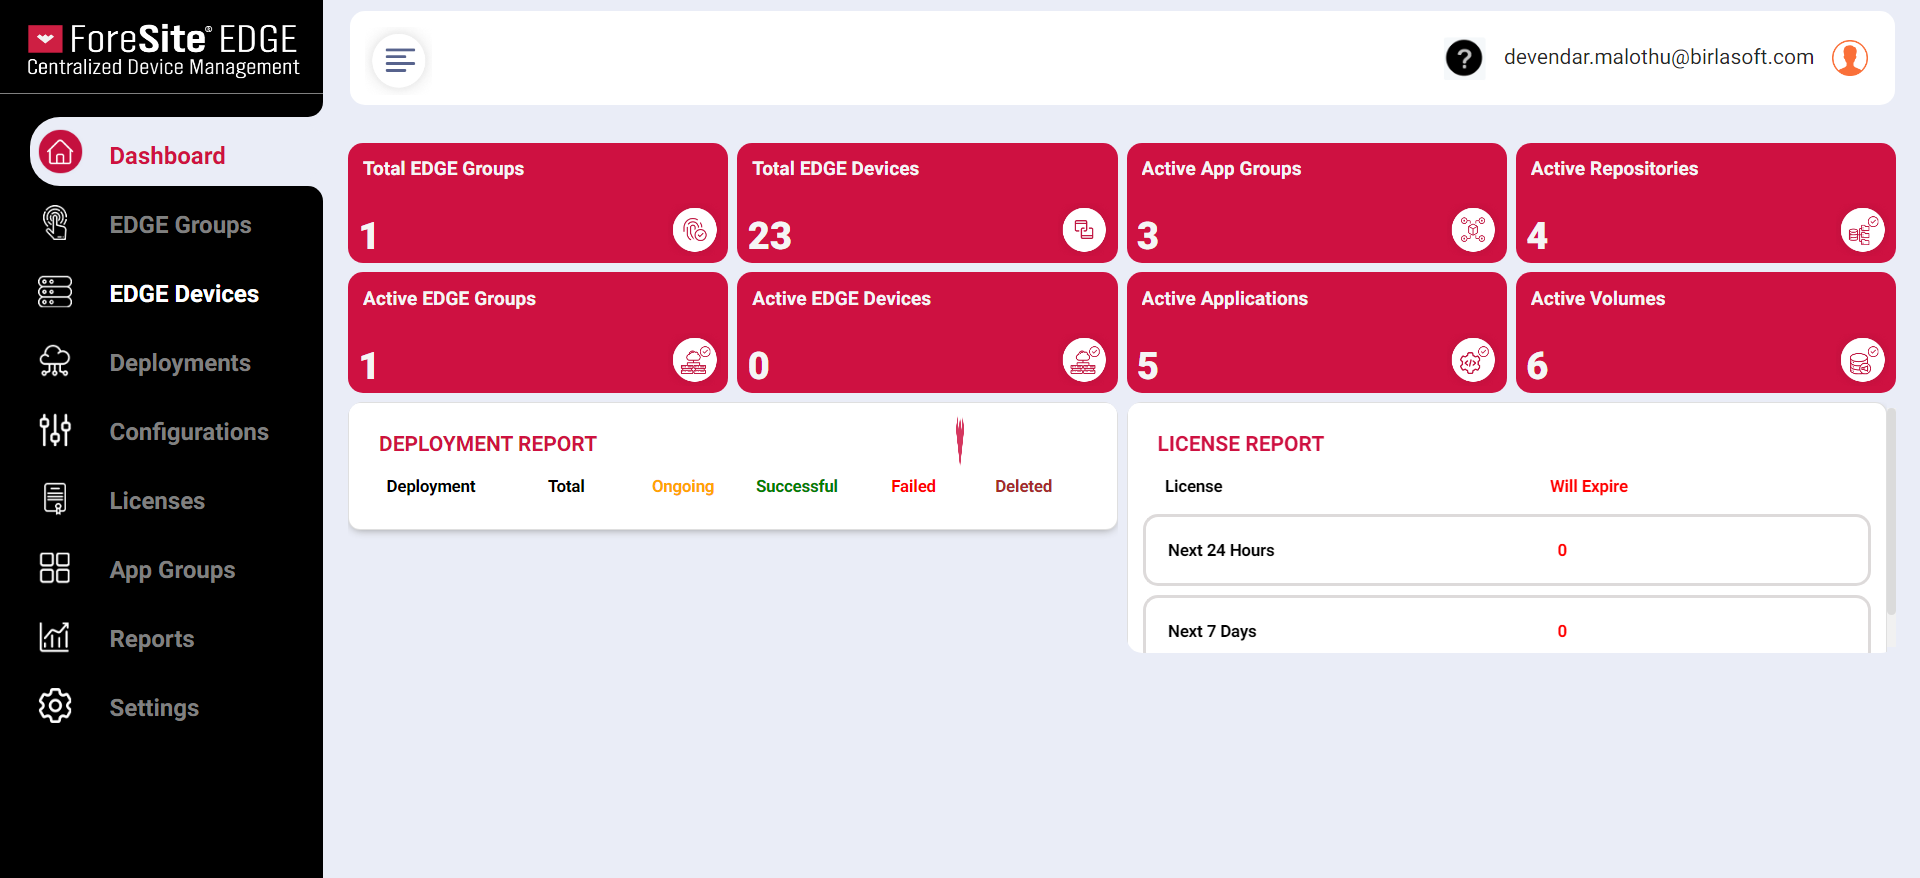 ForeSite® EDGE
Centralized Device Management
devendar.malothu@birlasoft.com
Dashboard
EDGE Groups
EDGE Devices
Deployments
Configurations
Licenses
App Groups
Reports
Settings
Total EDGE Groups
1
Total EDGE Devices
23
Active App Groups
3
Active Repositories
4
Active EDGE Groups
1
Active EDGE Devices
0
Active Applications
5
Active Volumes
6
DEPLOYMENT REPORT
Deployment Total Ongoing Successful Failed Deleted
LICENSE REPORT
License Will Expire
Next 24 Hours 0
Next 7 Days 0